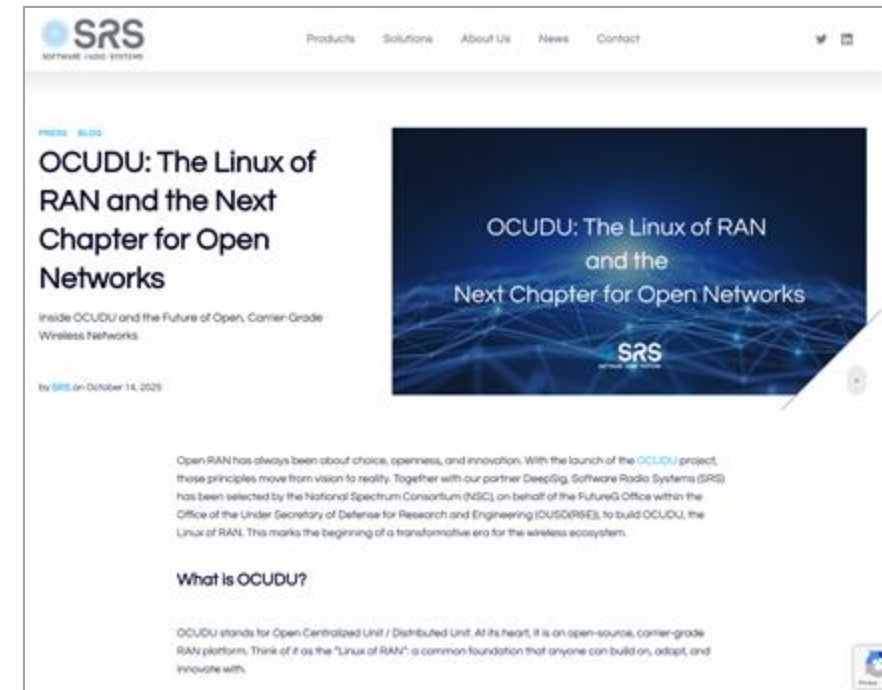 SRS
SOFTWARE RADIO SYSTEMS
Products Solutions About Us News Contact
PRESS BLOG
OCUDU: The Linux of
RAN and the Next
Chapter for Open
Networks
Inside OCUDU and the Future of Open, Carrier-Grade
Wireless Networks
by SRS on October 14, 2025
OCUDU: The Linux of RAN
and the
Next Chapter for Open Networks
SRS
SOFTWARE RADIO SYSTEMS
Open RAN has always been about choice, openness, and innovation. With the launch of the OCUDU project,
those principles move from vision to reality. Together with our partner DeepSig, Software Radio Systems (SRS)
has been selected by the National Spectrum Consortium (NSC), on behalf of the FutureG Office within the
Office of the Under Secretary of Defense for Research and Engineering (OUSD(R&E)), to build OCUDU, the
Linux of RAN. This marks the beginning of a transformative era for the wireless ecosystem.
What is OCUDU?
OCUDU stands for Open Centralized Unit / Distributed Unit. At its heart, it is an open-source, carrier-grade
RAN platform. Think of it as the "Linux of RAN": a common foundation that anyone can build on, adapt, and
innovate with.